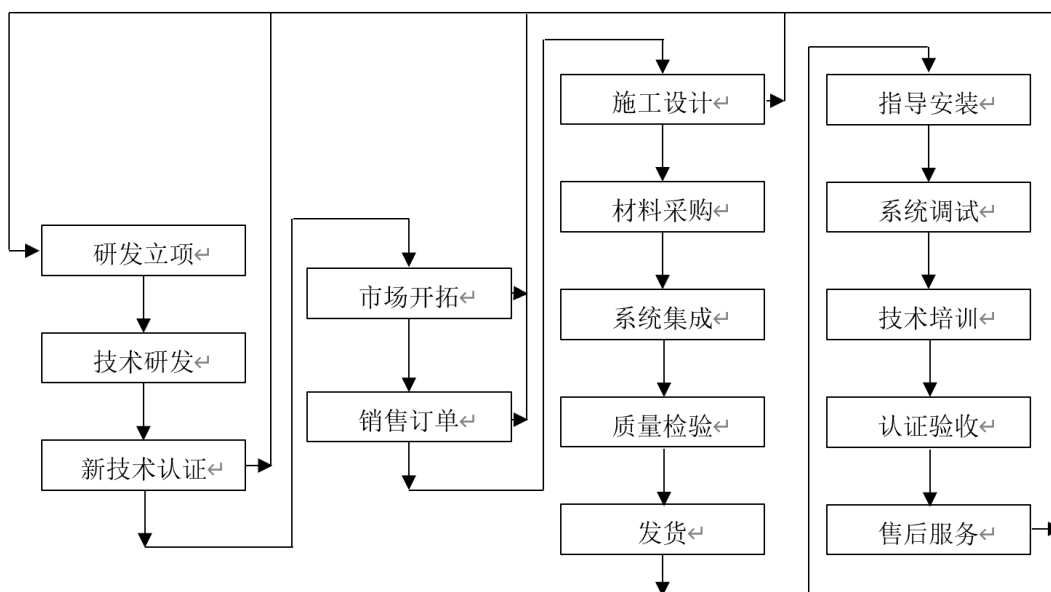 研发立项↵
技术研发↵
新技术认证↵
市场开拓↵
销售订单↵
施工设计↵
材料采购↵
系统集成↵
质量检验↵
发货↵
指导安装↵
系统调试↵
技术培训↵
认证验收↵
售后服务↵